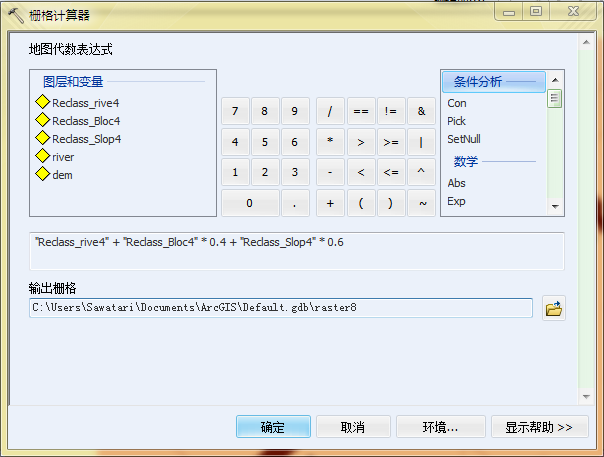 栅格计算器
地图代数表达式
图层和变量
Reclass_rive4
Reclass_Bloc4
Reclass_Slop4
river
dem
7 8 9 / == != &
4 5 6 * > >= |
1 2 3 - < <= ^
0 . + ( ) ~
条件分析
Con
Pick
SetNull
数学
Abs
Exp
"Reclass_rive4" + "Reclass_Bloc4" * 0.4 + "Reclass_Slop4" * 0.6
输出栅格
C:\Users\Sawatari\Documents\ArcGIS\Default.gdb\raster8
确定 取消 环境... 显示帮助 >>